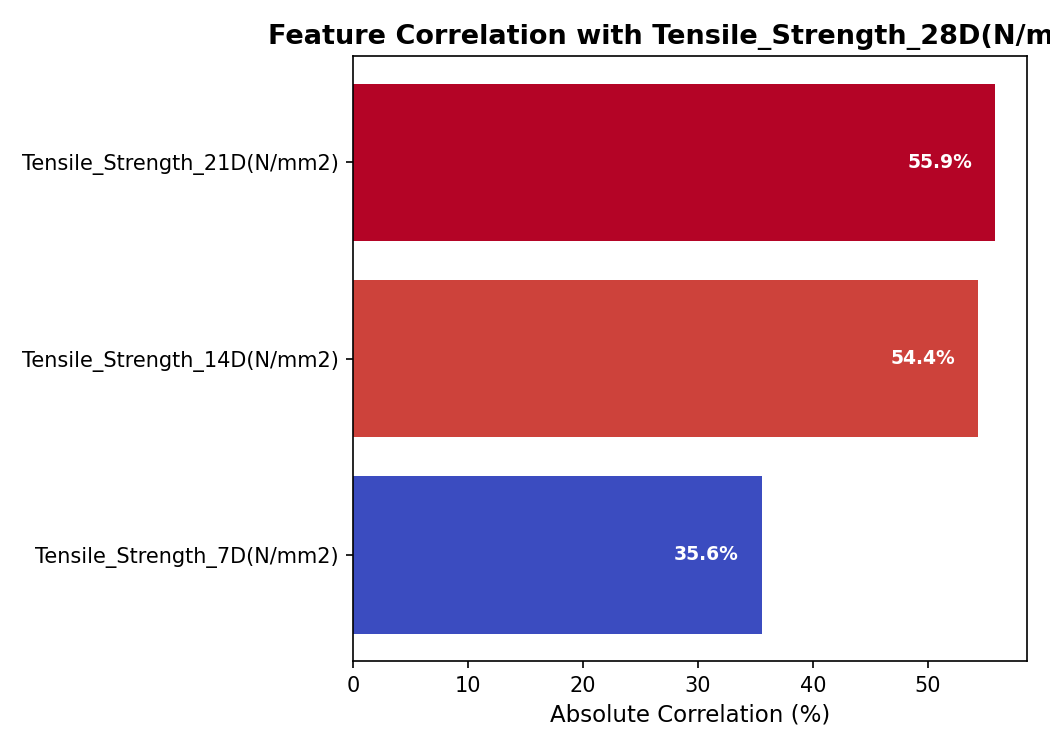 Feature Correlation with Tensile_Strength_28D(N/m
Tensile_Strength_21D(N/mm2)
55.9%
Tensile_Strength_14D(N/mm2)
54.4%
Tensile_Strength_7D(N/mm2)
35.6%
0 10 20 30 40 50
Absolute Correlation (%)